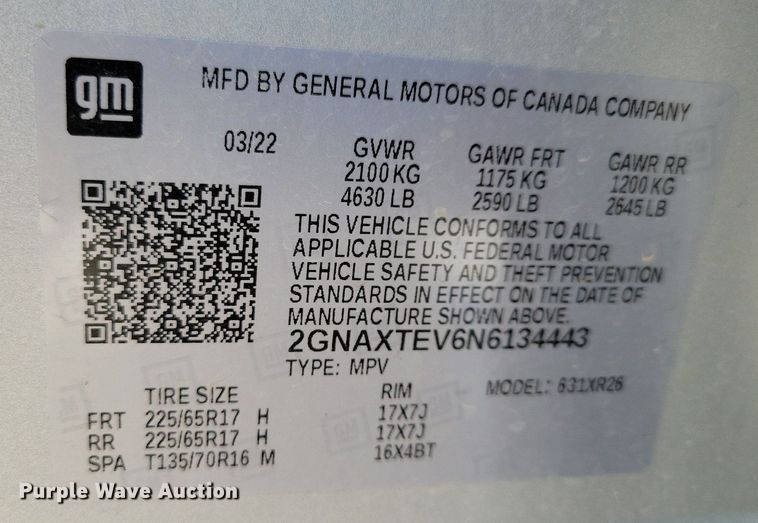 gm
MFD BY GENERAL MOTORS OF CANADA COMPANY
03/22
GVWR
2100 KG
4630 LB
GAWR FRT
1175 KG
2590 LB
GAWR RR
1200 KG
2645 LB
THIS VEHICLE CONFORMS TO ALL
APPLICABLE U.S. FEDERAL MOTOR
VEHICLE SAFETY AND THEFT PREVENTION
STANDARDS IN EFFECT ON THE DATE OF
MANUFACTURE SHOWN ABOVE.
2GNAXTEV6N6134443
TYPE: MPV
MODEL: 631XR26
TIRE SIZE RIM
FRT 225/65R17 H 17X7J
RR 225/65R17 H 17X7J
SPA T135/70R16 M 16X4BT
Purple Wave Auction